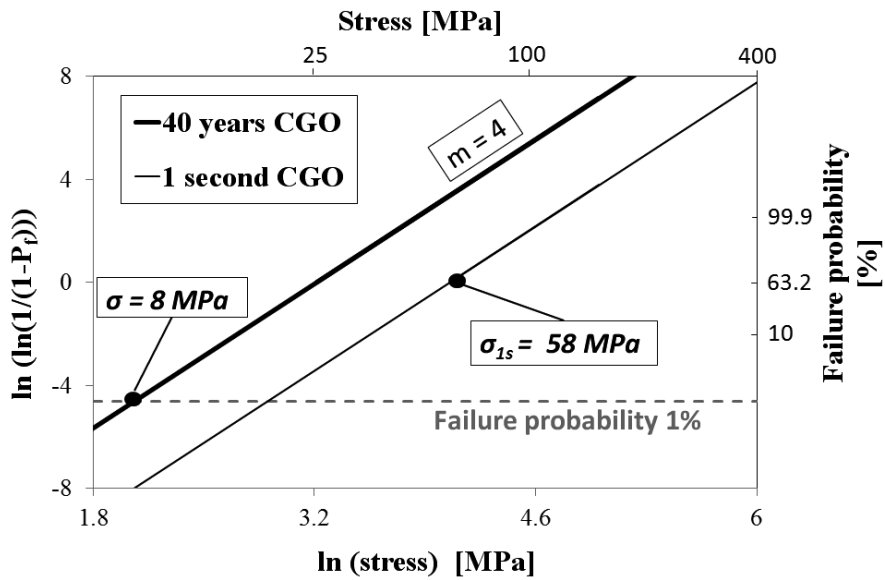 Stress [MPa]
25
100
400
8
4
0
-4
-8
ln (ln(1/(1-Pf)))
40 years CGO
1 second CGO
m = 4
σ = 8 MPa
σ1s = 58 MPa
Failure probability 1%
99.9
63.2
10
Failure probability
[%]
1.8
3.2
4.6
6
ln (stress) [MPa]